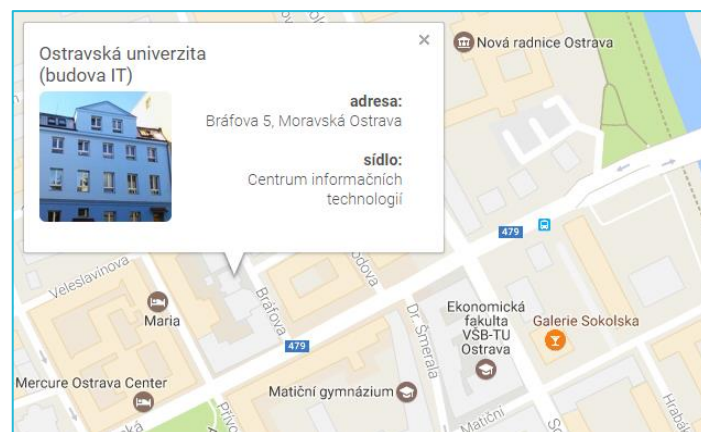 Ostravská univerzita
(budova IT)
×
adresa:
Bráfova 5, Moravská Ostrava
sídlo:
Centrum informačních
technologií
Nová radnice Ostrava
479
Veleslavínova
Maria
Bráfova
479
Dr. Šmerala
Ekonomická
fakulta
VŠB-TU
Ostrava
Galerie Sokolska
Mercure Ostrava Center
Matiční gymnázium
Matiční